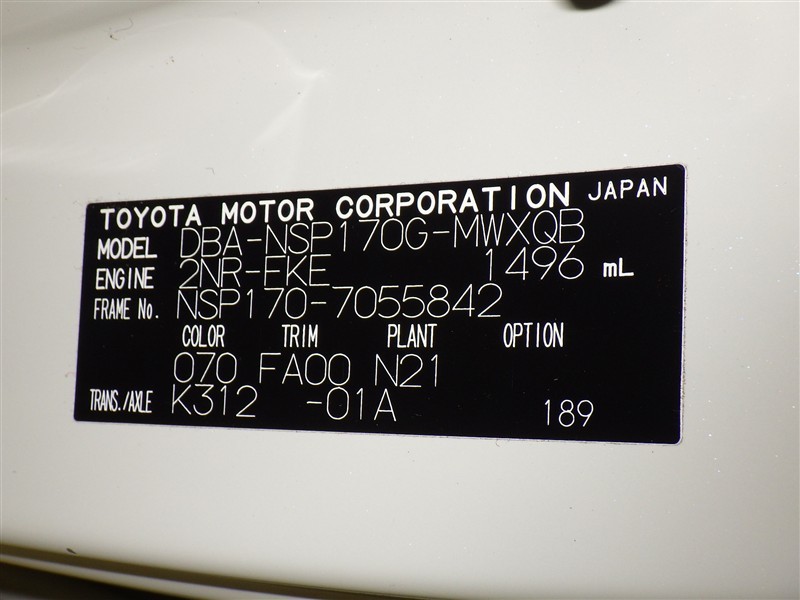 TOYOTA MOTOR CORPORATION JAPAN
MODEL DBA-NSP170G-MWXQB
ENGINE 2NR-FKE 1496 mL
FRAME No. NSP170-7055842
COLOR TRIM PLANT OPTION
070 FA00 N21
TRANS./AXLE K312 -01A 189